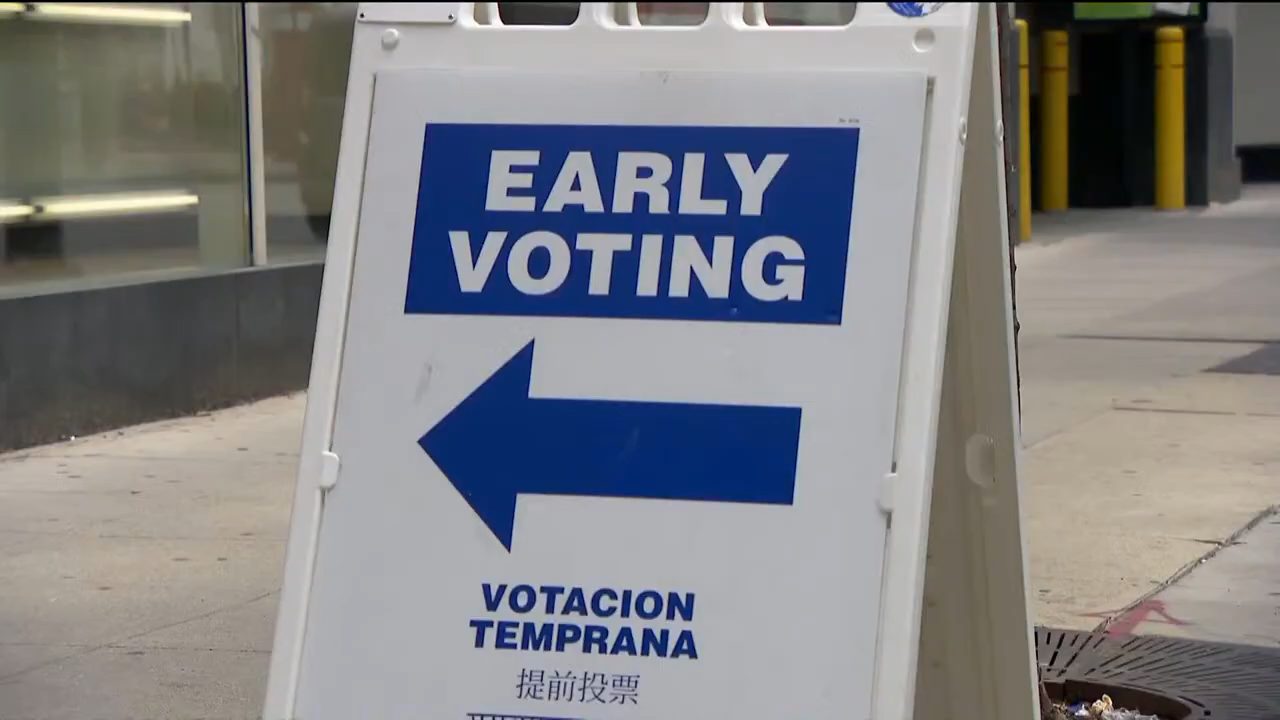 EARLY
VOTING
VOTACION
TEMPRANA
提前投票